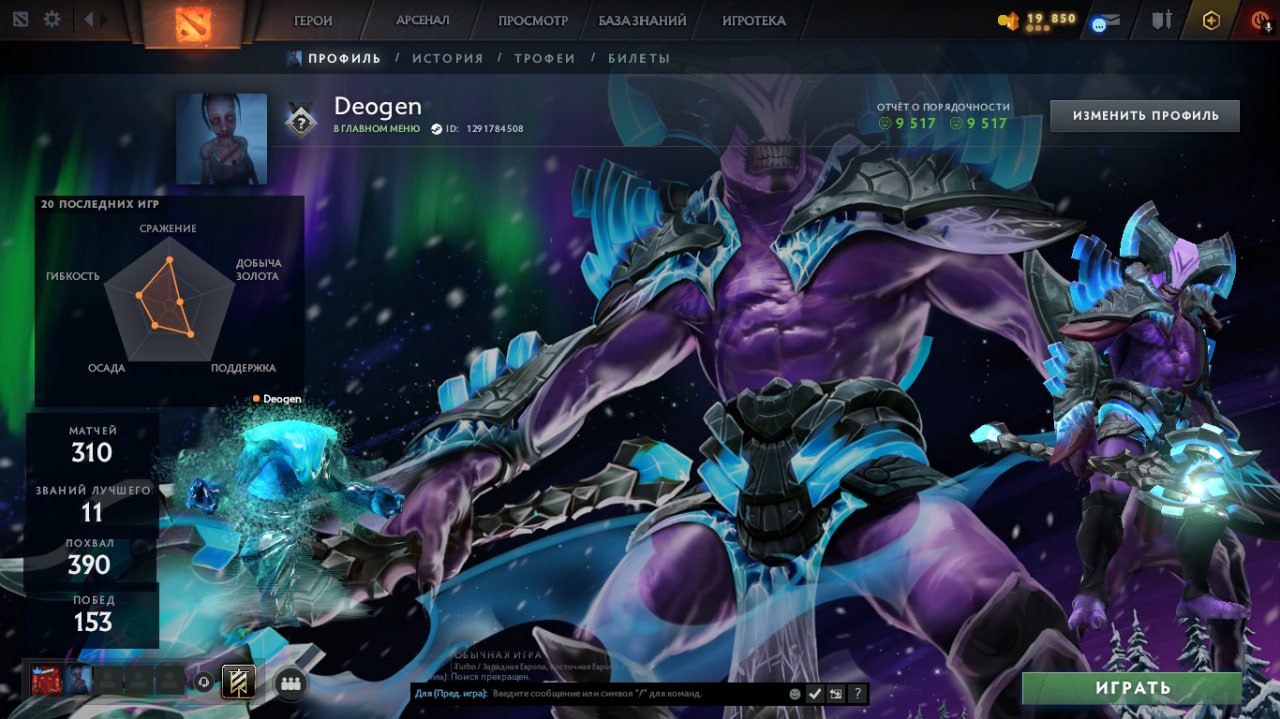 ГЕРОИ АРСЕНАЛ ПРОСМОТР БАЗА ЗНАНИЙ ИГРОТЕКА 19 850
ПРОФИЛЬ / ИСТОРИЯ / ТРОФЕИ / БИЛЕТЫ
Deogen
В ГЛАВНОМ МЕНЮ ID: 1291784508
ОТЧЁТ О ПОРЯДОЧНОСТИ
9 517 9 517
ИЗМЕНИТЬ ПРОФИЛЬ
20 ПОСЛЕДНИХ ИГР
СРАЖЕНИЕ
ДОБЫЧА
ЗОЛОТА
ГИБКОСТЬ
ОСАДА
ПОДДЕРЖКА
Deogen
МАТЧЕЙ
310
ЗВАНИЙ ЛУЧШЕГО
11
ПОХВАЛ
390
ПОБЕД
153
ОБЫЧНАЯ ИГРА
Turbo / Западная Европа, Восточная Европ
Поиск прекращен.
Для (Пред. игра): Введите сообщение или символ "/" для команд. ?
ИГРАТЬ